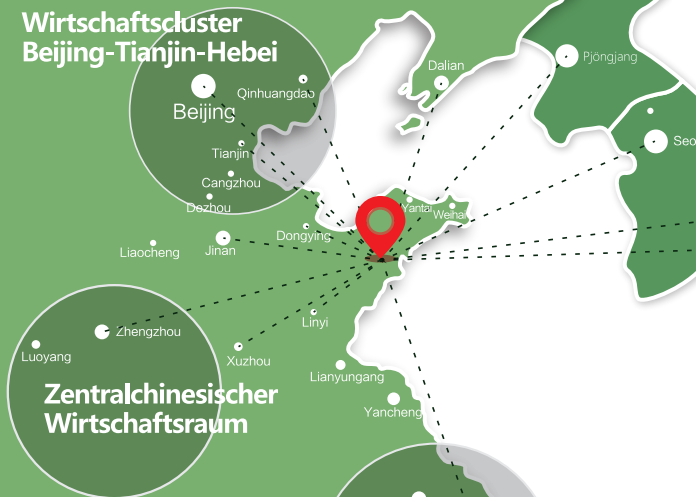 Wirtschaftscluster
Beijing-Tianjin-Hebei
Dalian
Pjöngjang
Qinhuangdao
Beijing
Seo
Tianjin
Cangzhou
Dezhou
Yantai
Weihai
Dongying
Jinan
Liaocheng
Linyi
Zhengzhou
Luoyang
Xuzhou
Lianyungang
Zentralchinesischer
Wirtschaftsraum
Yancheng